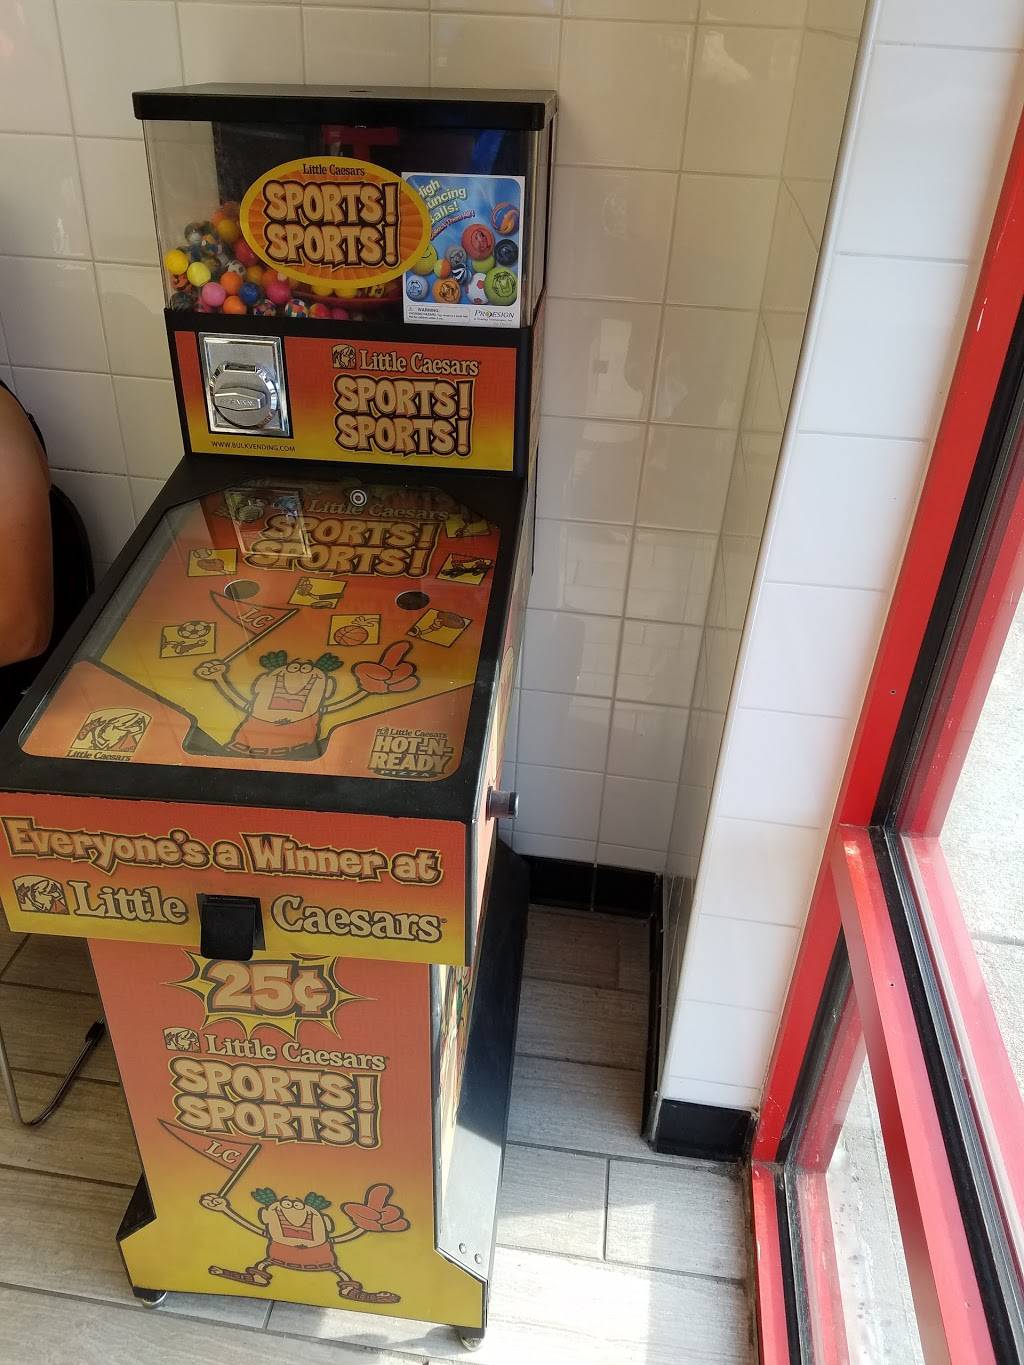 Little Caesars
SPORTS!
SPORTS!
High
Bouncing
Balls!
WARNING:
PRODESIGN
Little Caesars
SPORTS!
SPORTS!
WWW.BULKVENDING.COM
Little Caesars
SPORTS!
SPORTS!
LC
Little Caesars
Little Caesars
HOT-N-
READY
PIZZA
Everyone's a Winner at
Little Caesars
25¢
Little Caesars
SPORTS!
SPORTS!
LC